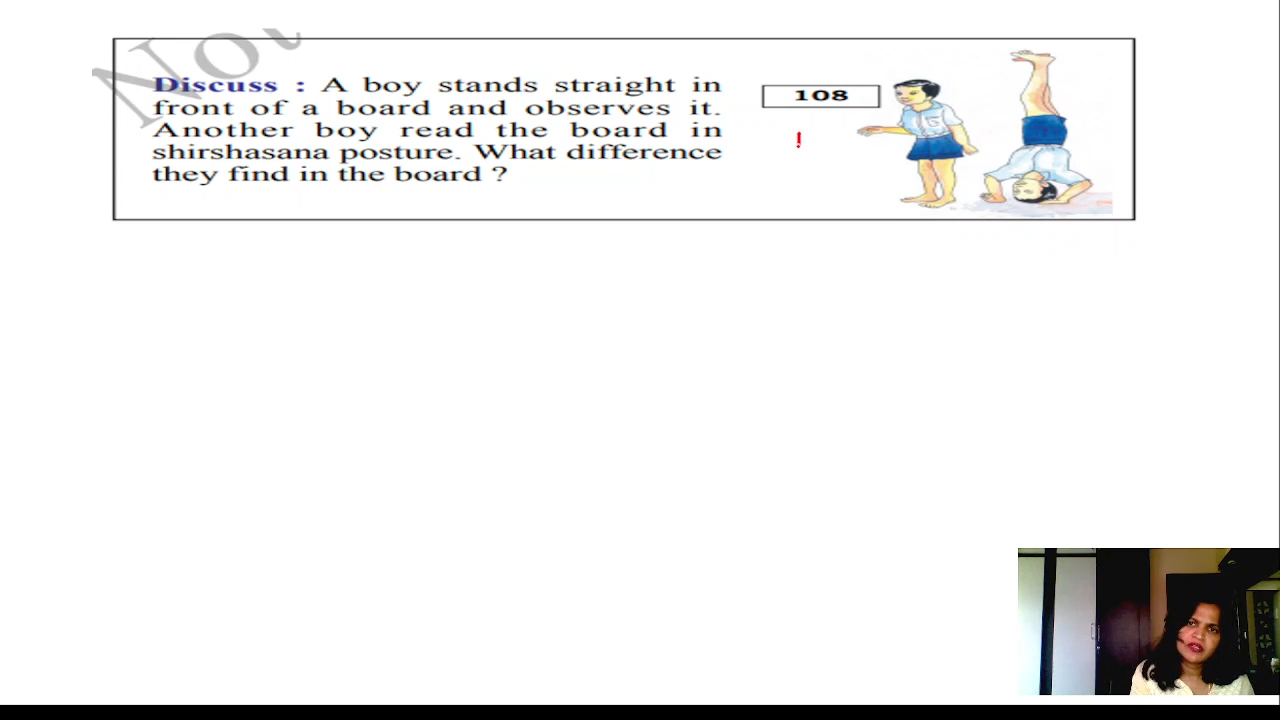 Not
Discuss : A boy stands straight in
front of a board and observes it.
Another boy read the board in
shirshasana posture. What difference
they find in the board ?
108
!